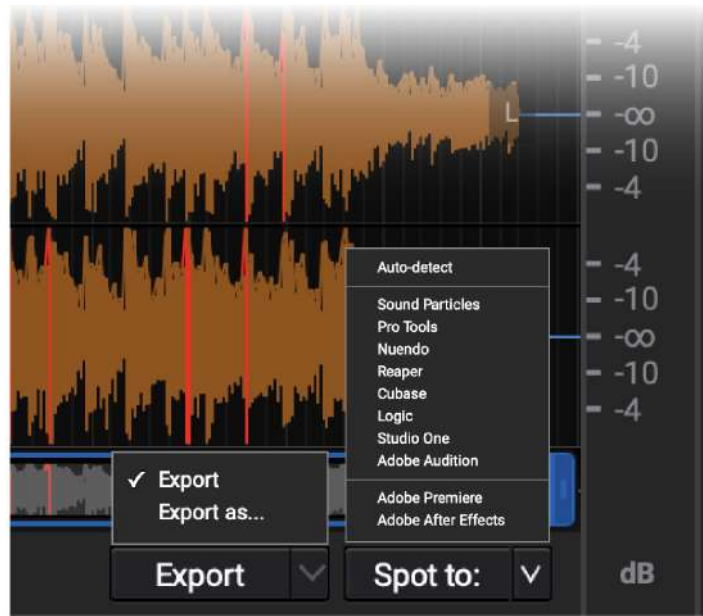 -4
-10
-∞
-10
-4
L
-4
-10
-∞
-10
-4
Auto-detect
Sound Particles
Pro Tools
Nuendo
Reaper
Cubase
Logic
Studio One
Adobe Audition
Adobe Premiere
Adobe After Effects
✓ Export
Export as...
Export
Spot to:
dB